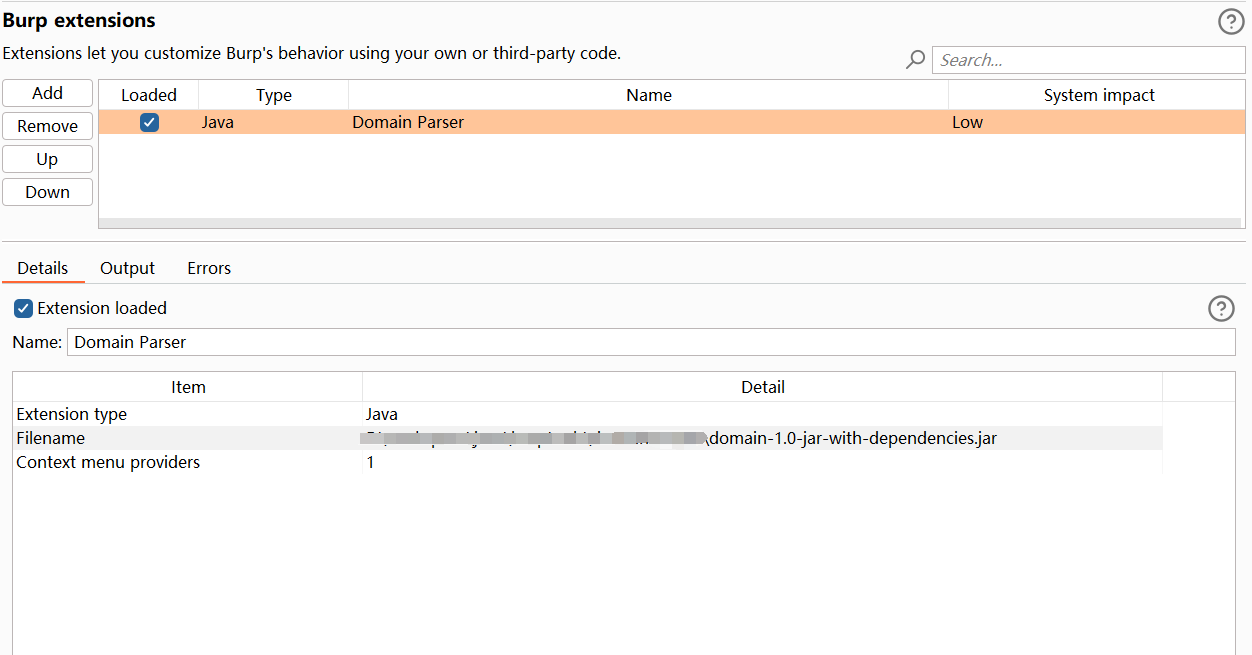 Burp extensions
Extensions let you customize Burp's behavior using your own or third-party code.
Search...
Add
Remove
Up
Down
Loaded Type Name System impact
Java Domain Parser Low
Details Output Errors
Extension loaded
Name: Domain Parser
Item Detail
Extension type Java
Filename \domain-1.0-jar-with-dependencies.jar
Context menu providers 1